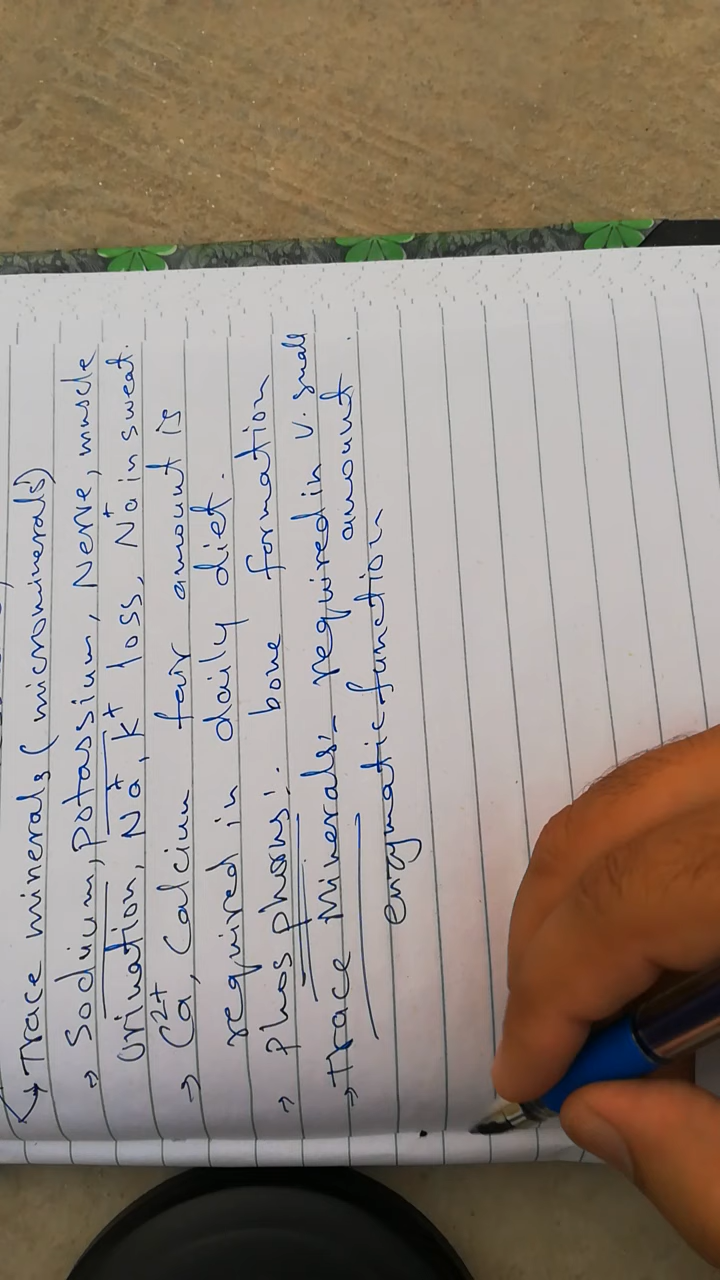 ↳ Trace minerals (microminerals)
→ Sodium, potassium, Nerve, muscle
urination, Na⁺, K⁺ loss, Na⁺ in sweat.
→ Ca²⁺, Calcium fair amount is
required in daily diet.
→ Phosphorus:- bone formation
→ Trace Minerals:- required in v. small
amount.
enzymatic function